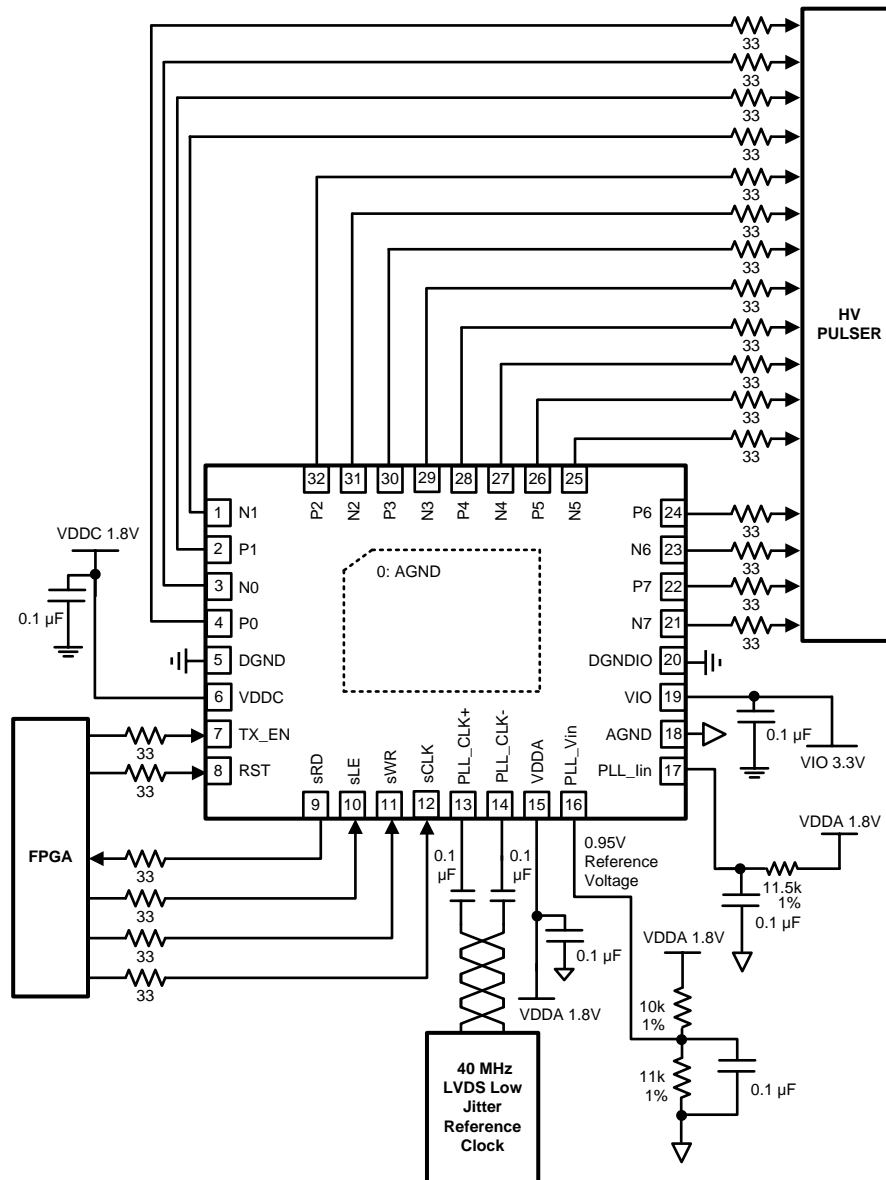 33
33
33
33
33
33
33
33
33
33
33
33
HV
PULSER
32 31 30 29 28 27 26 25
P2 N2 P3 N3 P4 N4 P5 N5
1 N1
P6 24
33
VDDC 1.8V
2 P1
N6 23
33
0: AGND
3 N0
P7 22
33
0.1 µF
4 P0
N7 21
33
5 DGND
DGNDIO 20
6 VDDC
VIO 19
7 TX_EN
33
AGND 18
0.1 µF
8 RST
33
PLL_Iin 17
VIO 3.3V
sRD sLE sWR sCLK PLL_CLK+ PLL_CLK- VDDA PLL_Vin
9 10 11 12 13 14 15 16
VDDA 1.8V
FPGA
33
33
33
33
0.1
µF
0.1
µF
0.95V
Reference
Voltage
11.5k
1%
0.1 µF
0.1 µF
VDDA 1.8V
VDDA 1.8V
10k
1%
11k
1%
0.1 µF
40 MHz
LVDS Low
Jitter
Reference
Clock